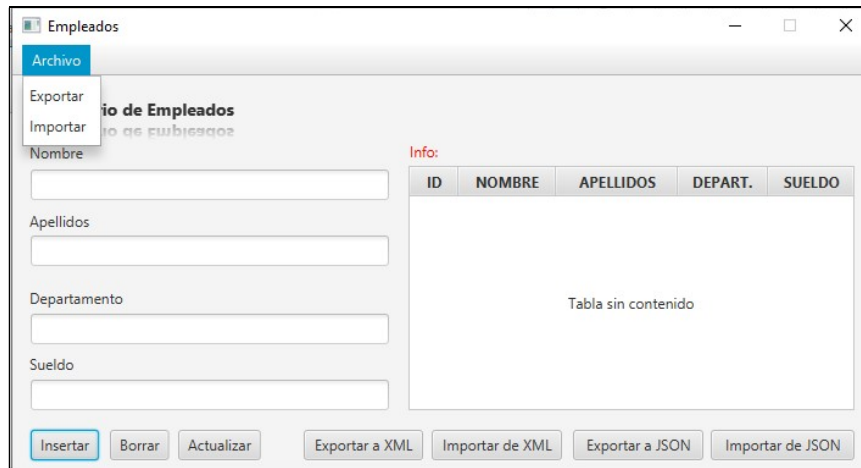 Empleados
Archivo
Exportar
Importar
io de Empleados
Nombre
Info:
ID NOMBRE APELLIDOS DEPART. SUELDO
Apellidos
Tabla sin contenido
Departamento
Sueldo
Insertar Borrar Actualizar Exportar a XML Importar de XML Exportar a JSON Importar de JSON